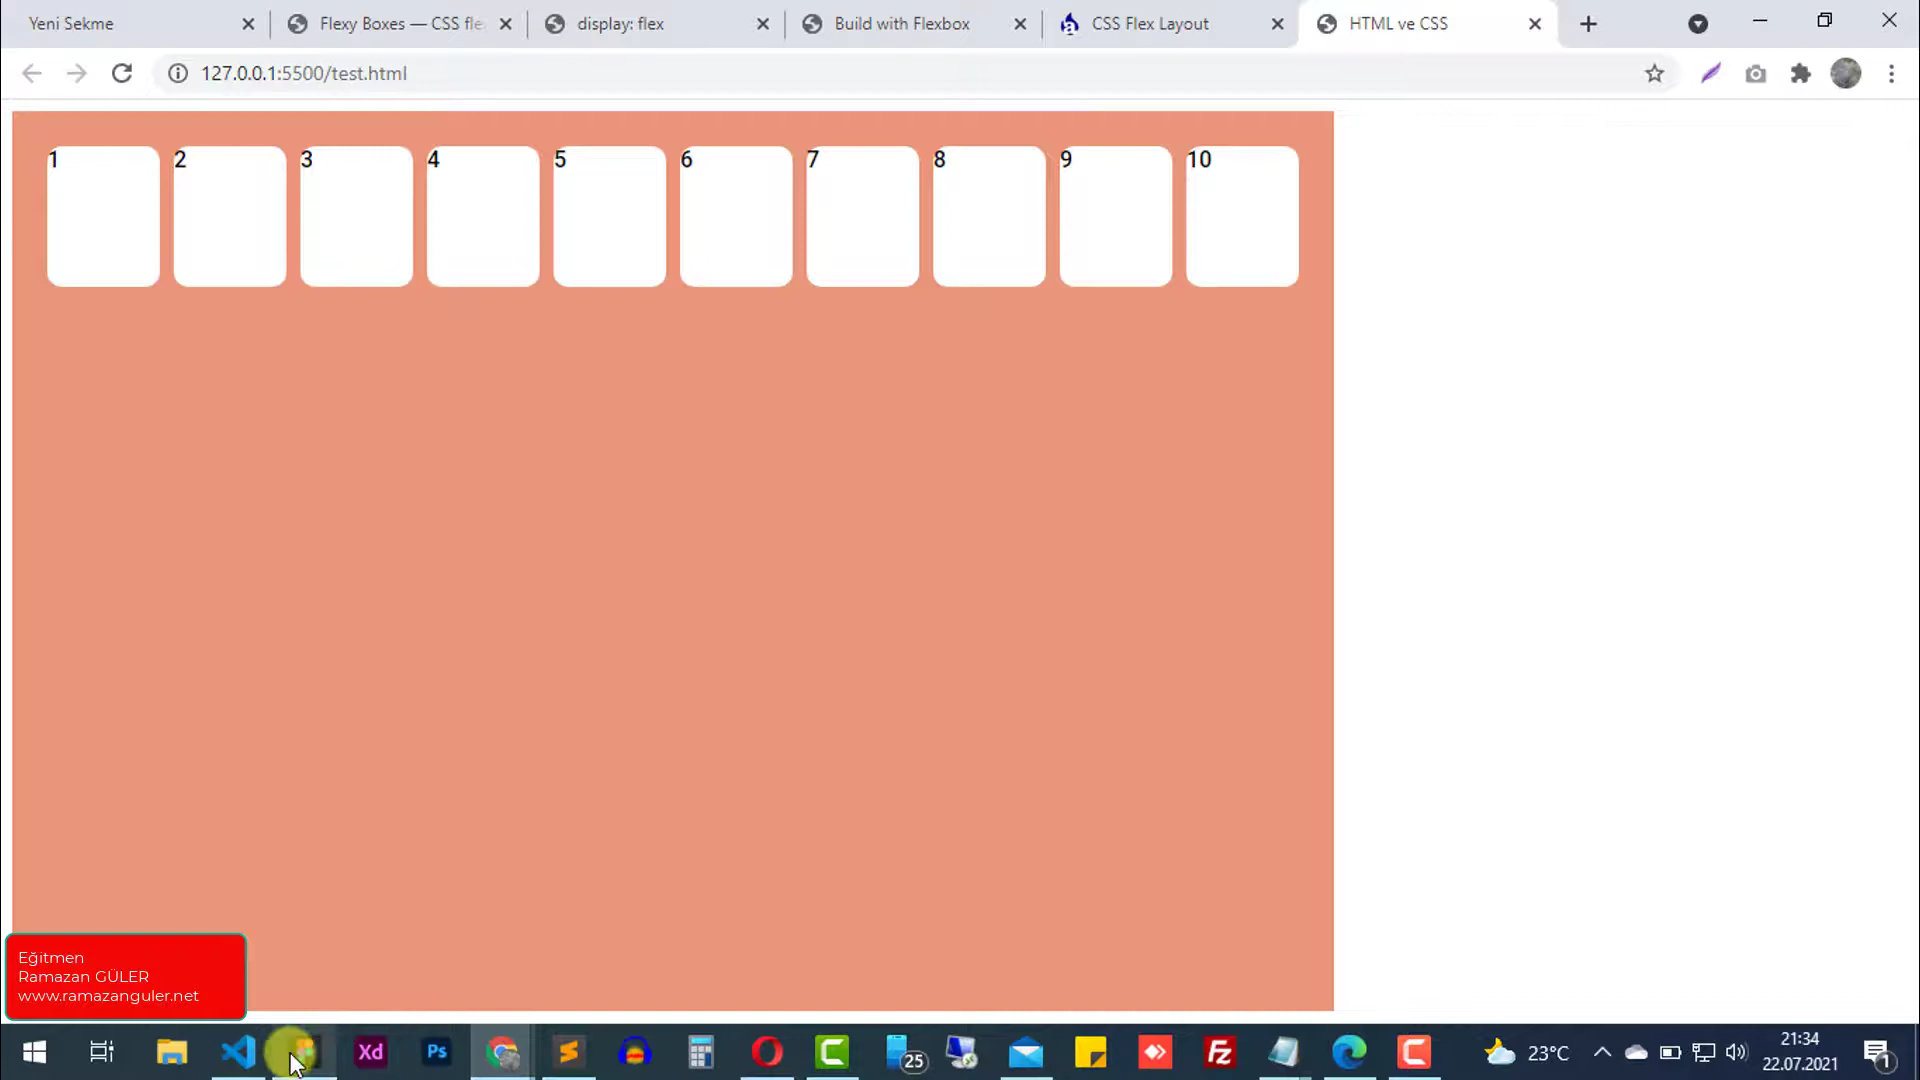 Yeni Sekme
Flexy Boxes — CSS fle
display: flex
Build with Flexbox
CSS Flex Layout
HTML ve CSS
127.0.0.1:5500/test.html
1 2 3 4 5 6 7 8 9 10
Eğitmen
Ramazan GÜLER
www.ramazanguler.net
Xd
Ps
25
Fz
23°C
21:34
22.07.2021
1